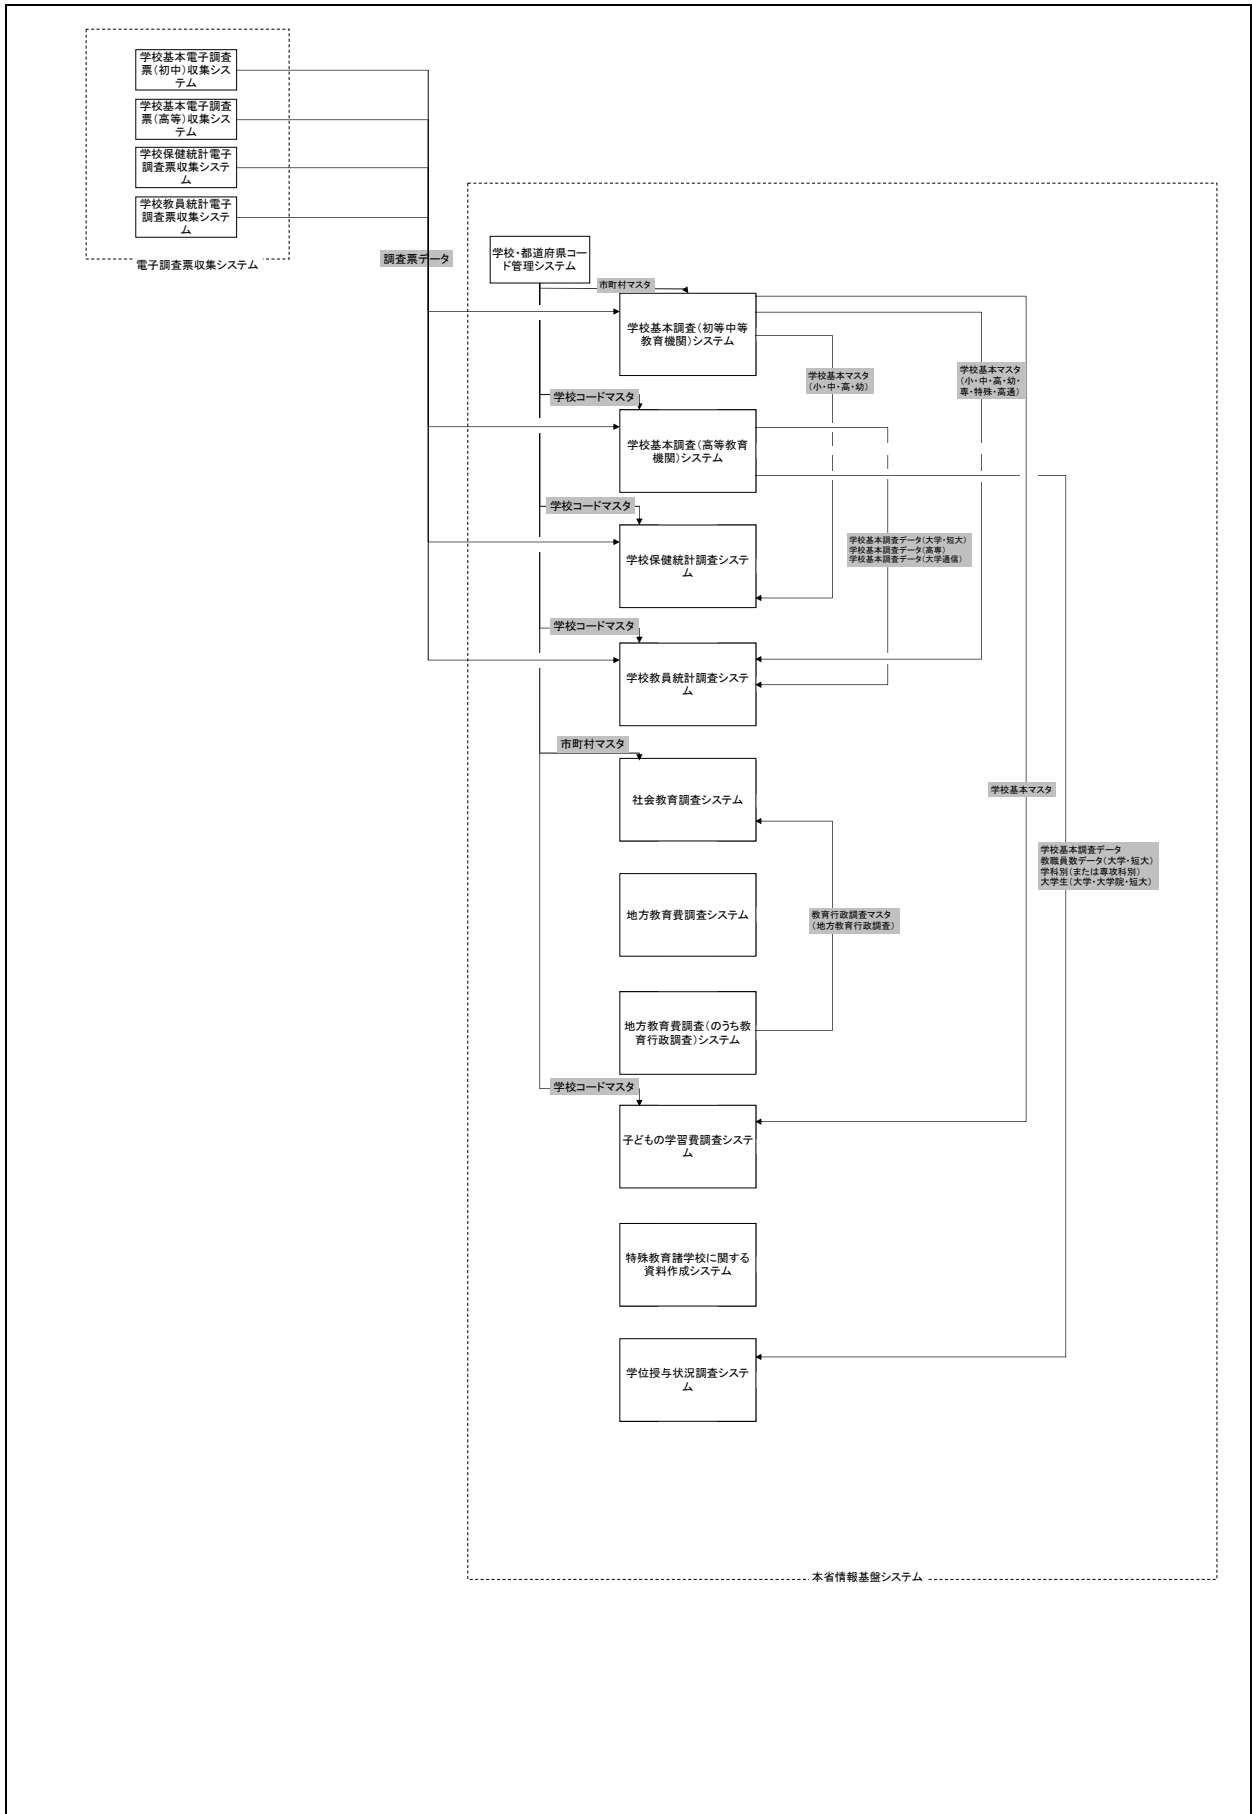 学校基本電子調査
票（初中）収集シス
テム
学校基本電子調査
票（高等）収集シス
テム
学校保健統計電子
調査票収集システ
ム
学校教員統計電子
調査票収集システ
ム
電子調査票収集システム
調査票データ
学校・都道府県コー
ド管理システム
市町村マスタ
学校基本調査（初等中等
教育機関）システム
学校基本マスタ
（小・中・高・幼）
学校基本マスタ
（小・中・高・幼・
専・特殊・高通）
学校コードマスタ
学校基本調査（高等教育
機関）システム
学校コードマスタ
学校保健統計調査システ
ム
学校基本調査データ（大学・短大）
学校基本調査データ（高専）
学校基本調査データ（大学通信）
学校コードマスタ
学校教員統計調査システ
ム
市町村マスタ
社会教育調査システム
学校基本マスタ
学校基本調査データ
教職員数データ（大学・短大）
学科別（または専攻科別）
大学生（大学・大学院・短大）
地方教育費調査システム
教育行政調査マスタ
（地方教育行政調査）
地方教育費調査（のうち教
育行政調査）システム
学校コードマスタ
子どもの学習費調査システ
ム
特殊教育諸学校に関する
資料作成システム
学位授与状況調査システ
ム
本省情報基盤システム